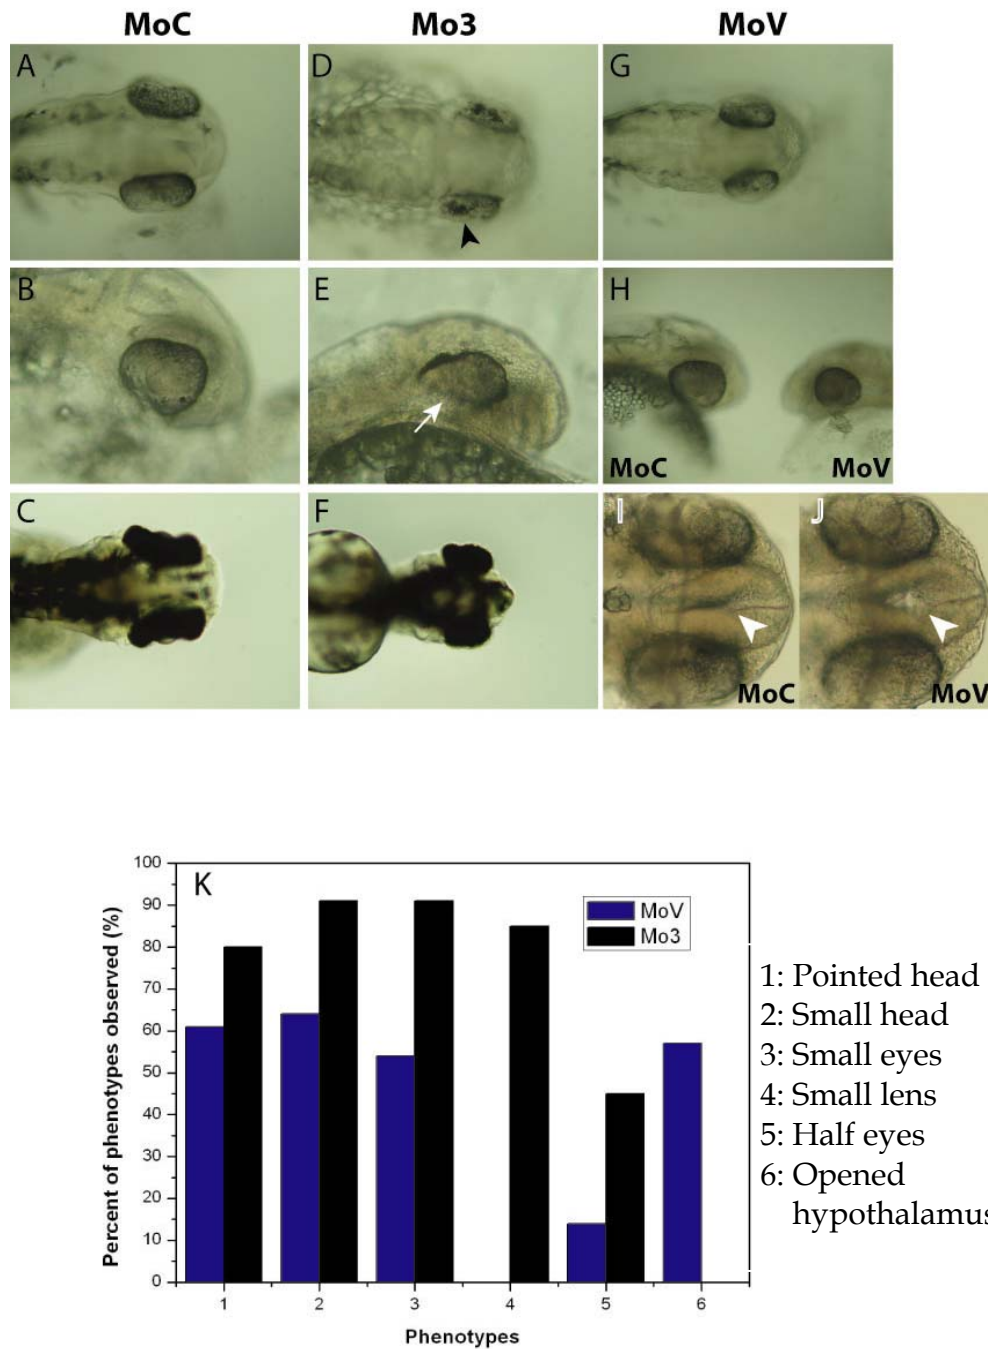 MoC Mo3 MoV
A D G
B E H
MoC MoV
C F I J
MoC MoV
K
MoV
Mo3
Percent of phenotypes observed (%)
100
90
80
70
60
50
40
30
20
10
0
1 2 3 4 5 6
Phenotypes
1: Pointed head
2: Small head
3: Small eyes
4: Small lens
5: Half eyes
6: Opened
hypothalamus